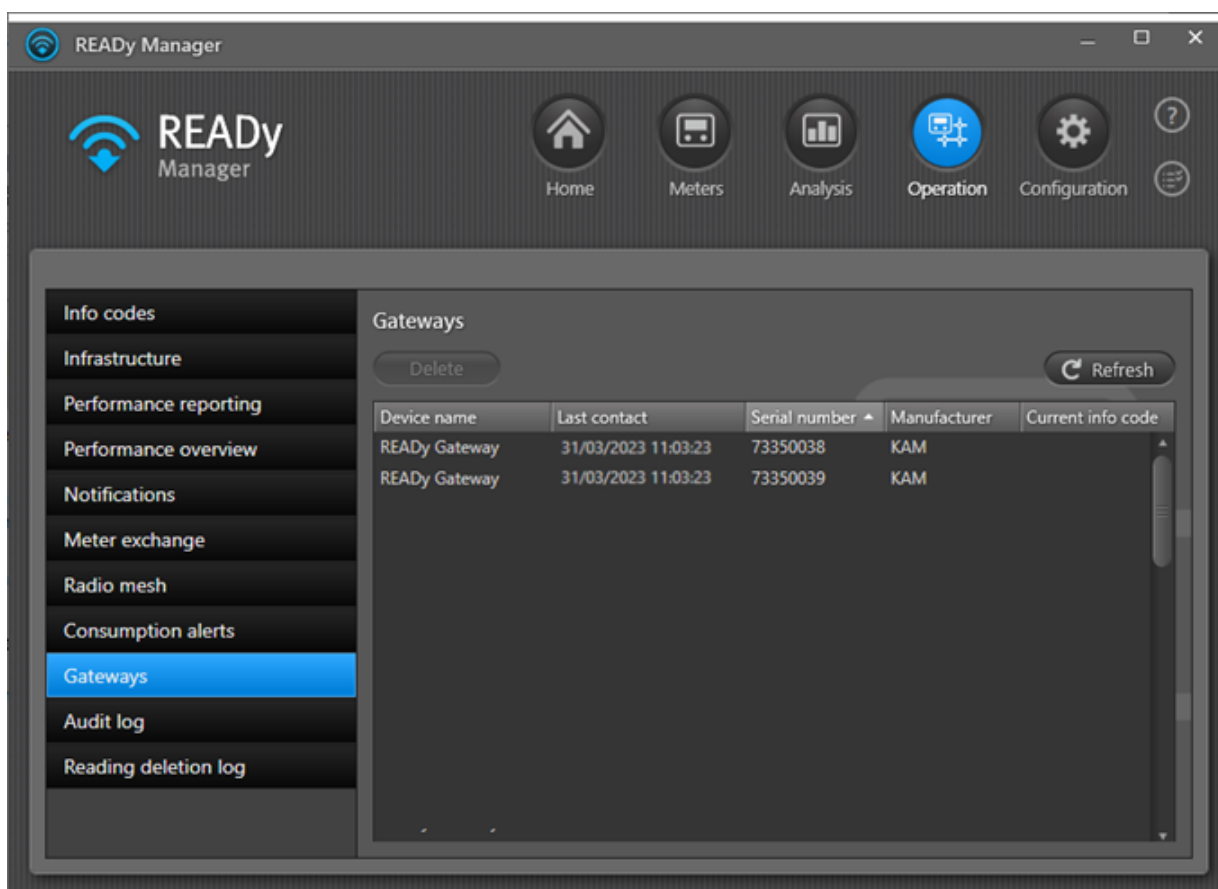 READy Manager
READy
Manager
Home Meters Analysis Operation Configuration
?
Info codes
Infrastructure
Performance reporting
Performance overview
Notifications
Meter exchange
Radio mesh
Consumption alerts
Gateways
Audit log
Reading deletion log
Gateways
Delete Refresh
Device name Last contact Serial number Manufacturer Current info code
READy Gateway 31/03/2023 11:03:23 73350038 KAM
READy Gateway 31/03/2023 11:03:23 73350039 KAM